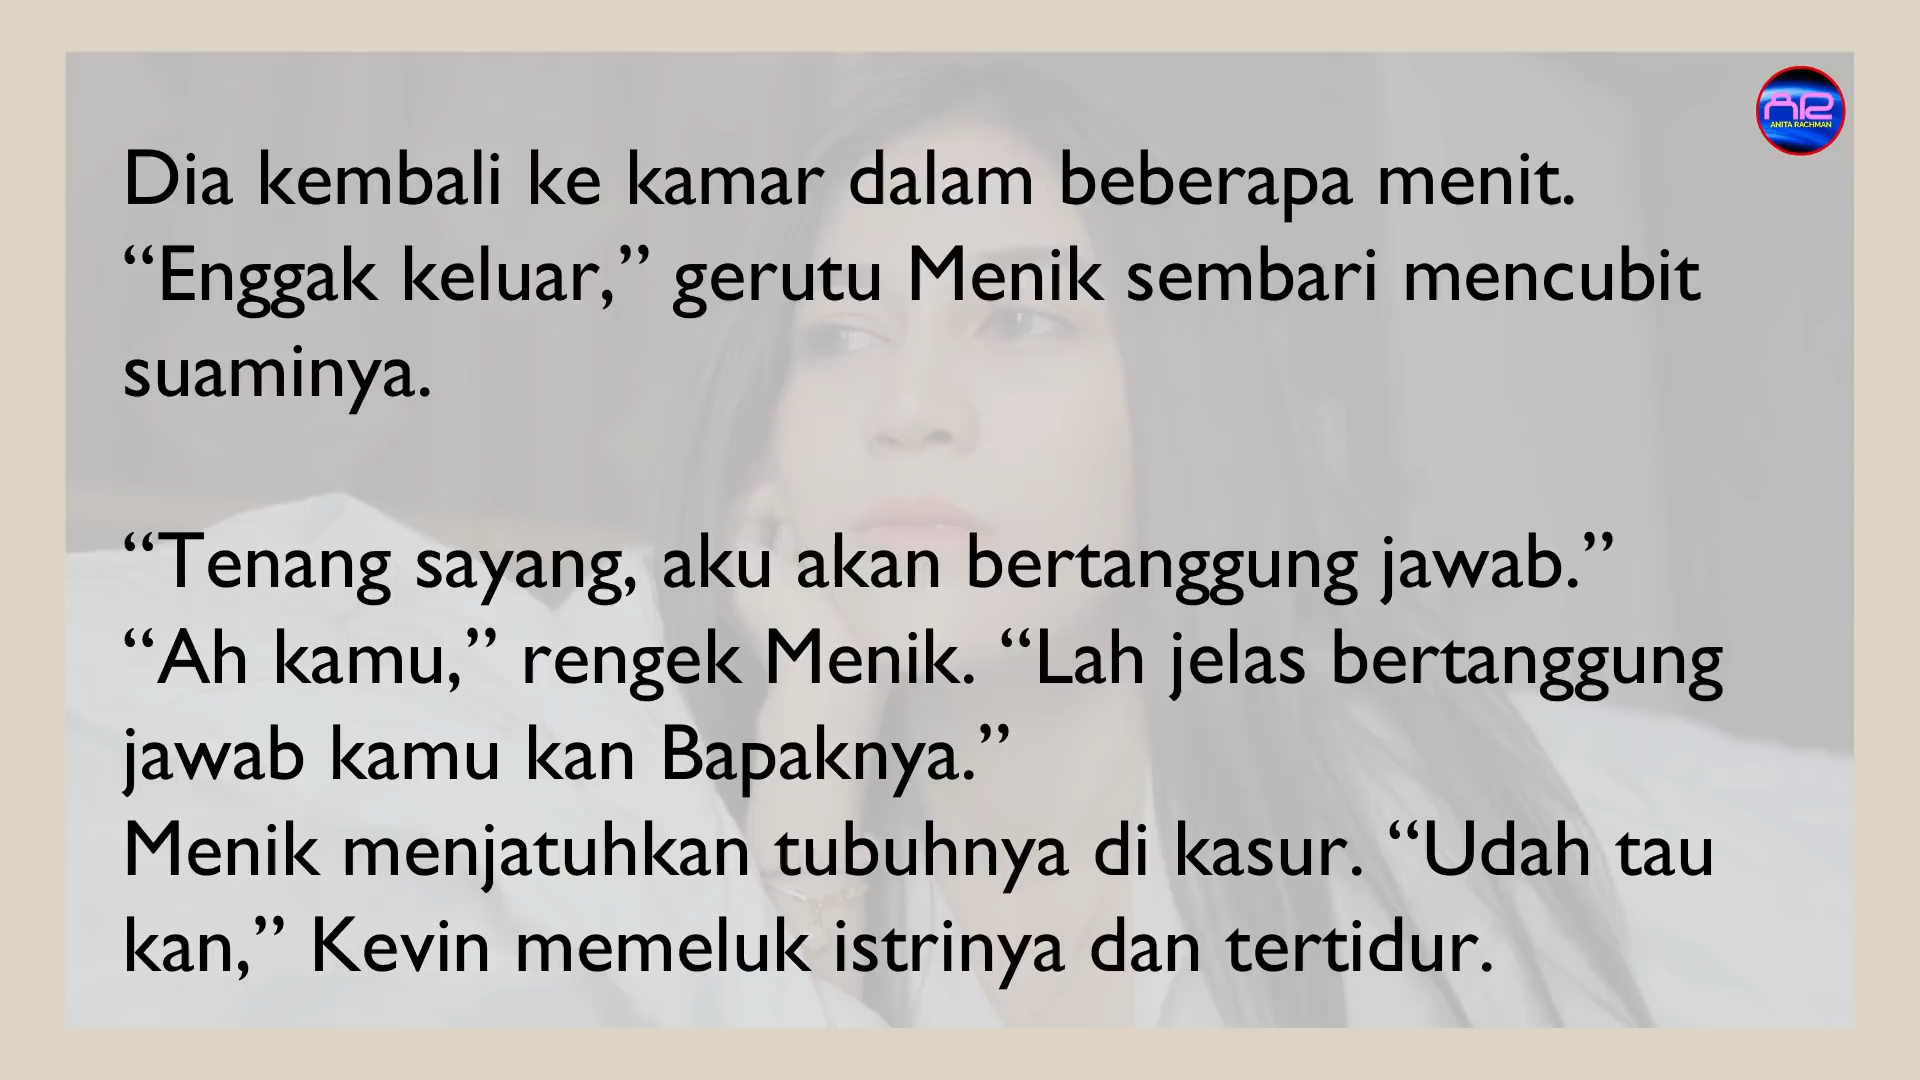 AR
ANITA RACHMAN
Dia kembali ke kamar dalam beberapa menit.
“Enggak keluar,” gerutu Menik sembari mencubit
suaminya.
“Tenang sayang, aku akan bertanggung jawab.”
“Ah kamu,” rengek Menik. “Lah jelas bertanggung
jawab kamu kan Bapaknya.”
Menik menjatuhkan tubuhnya di kasur. “Udah tau
kan,” Kevin memeluk istrinya dan tertidur.